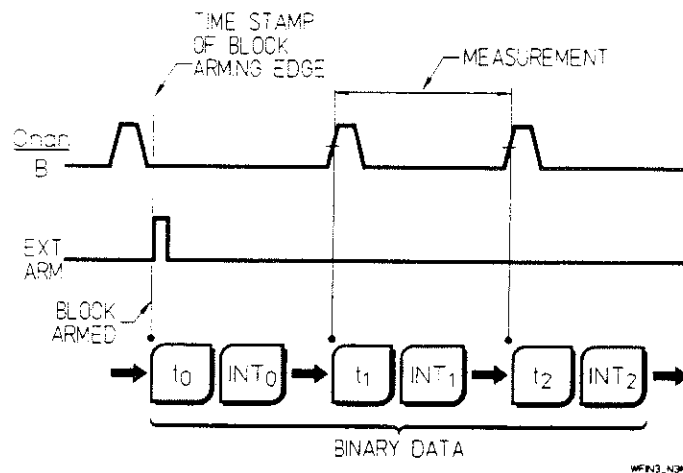 TIME STAMP
OF BLOCK
ARMING EDGE
MEASUREMENT
Chan
B
EXT
ARM
BLOCK
ARMED
t₀ INT₀ t₁ INT₁ t₂ INT₂
BINARY DATA